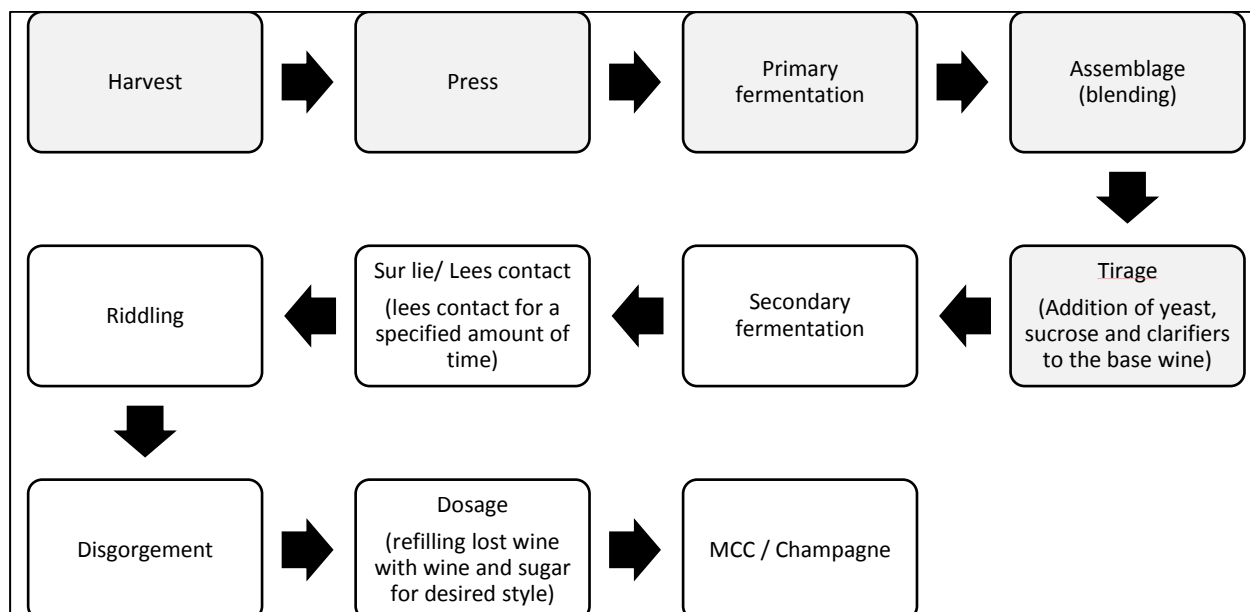 Harvest
Press
Primary
fermentation
Assemblage
(blending)
Tirage
(Addition of yeast,
sucrose and clarifiers
to the base wine)
Secondary
fermentation
Sur lie/ Lees contact
(lees contact for a
specified amount of
time)
Riddling
Disgorgement
Dosage
(refilling lost wine
with wine and sugar
for desired style)
MCC / Champagne